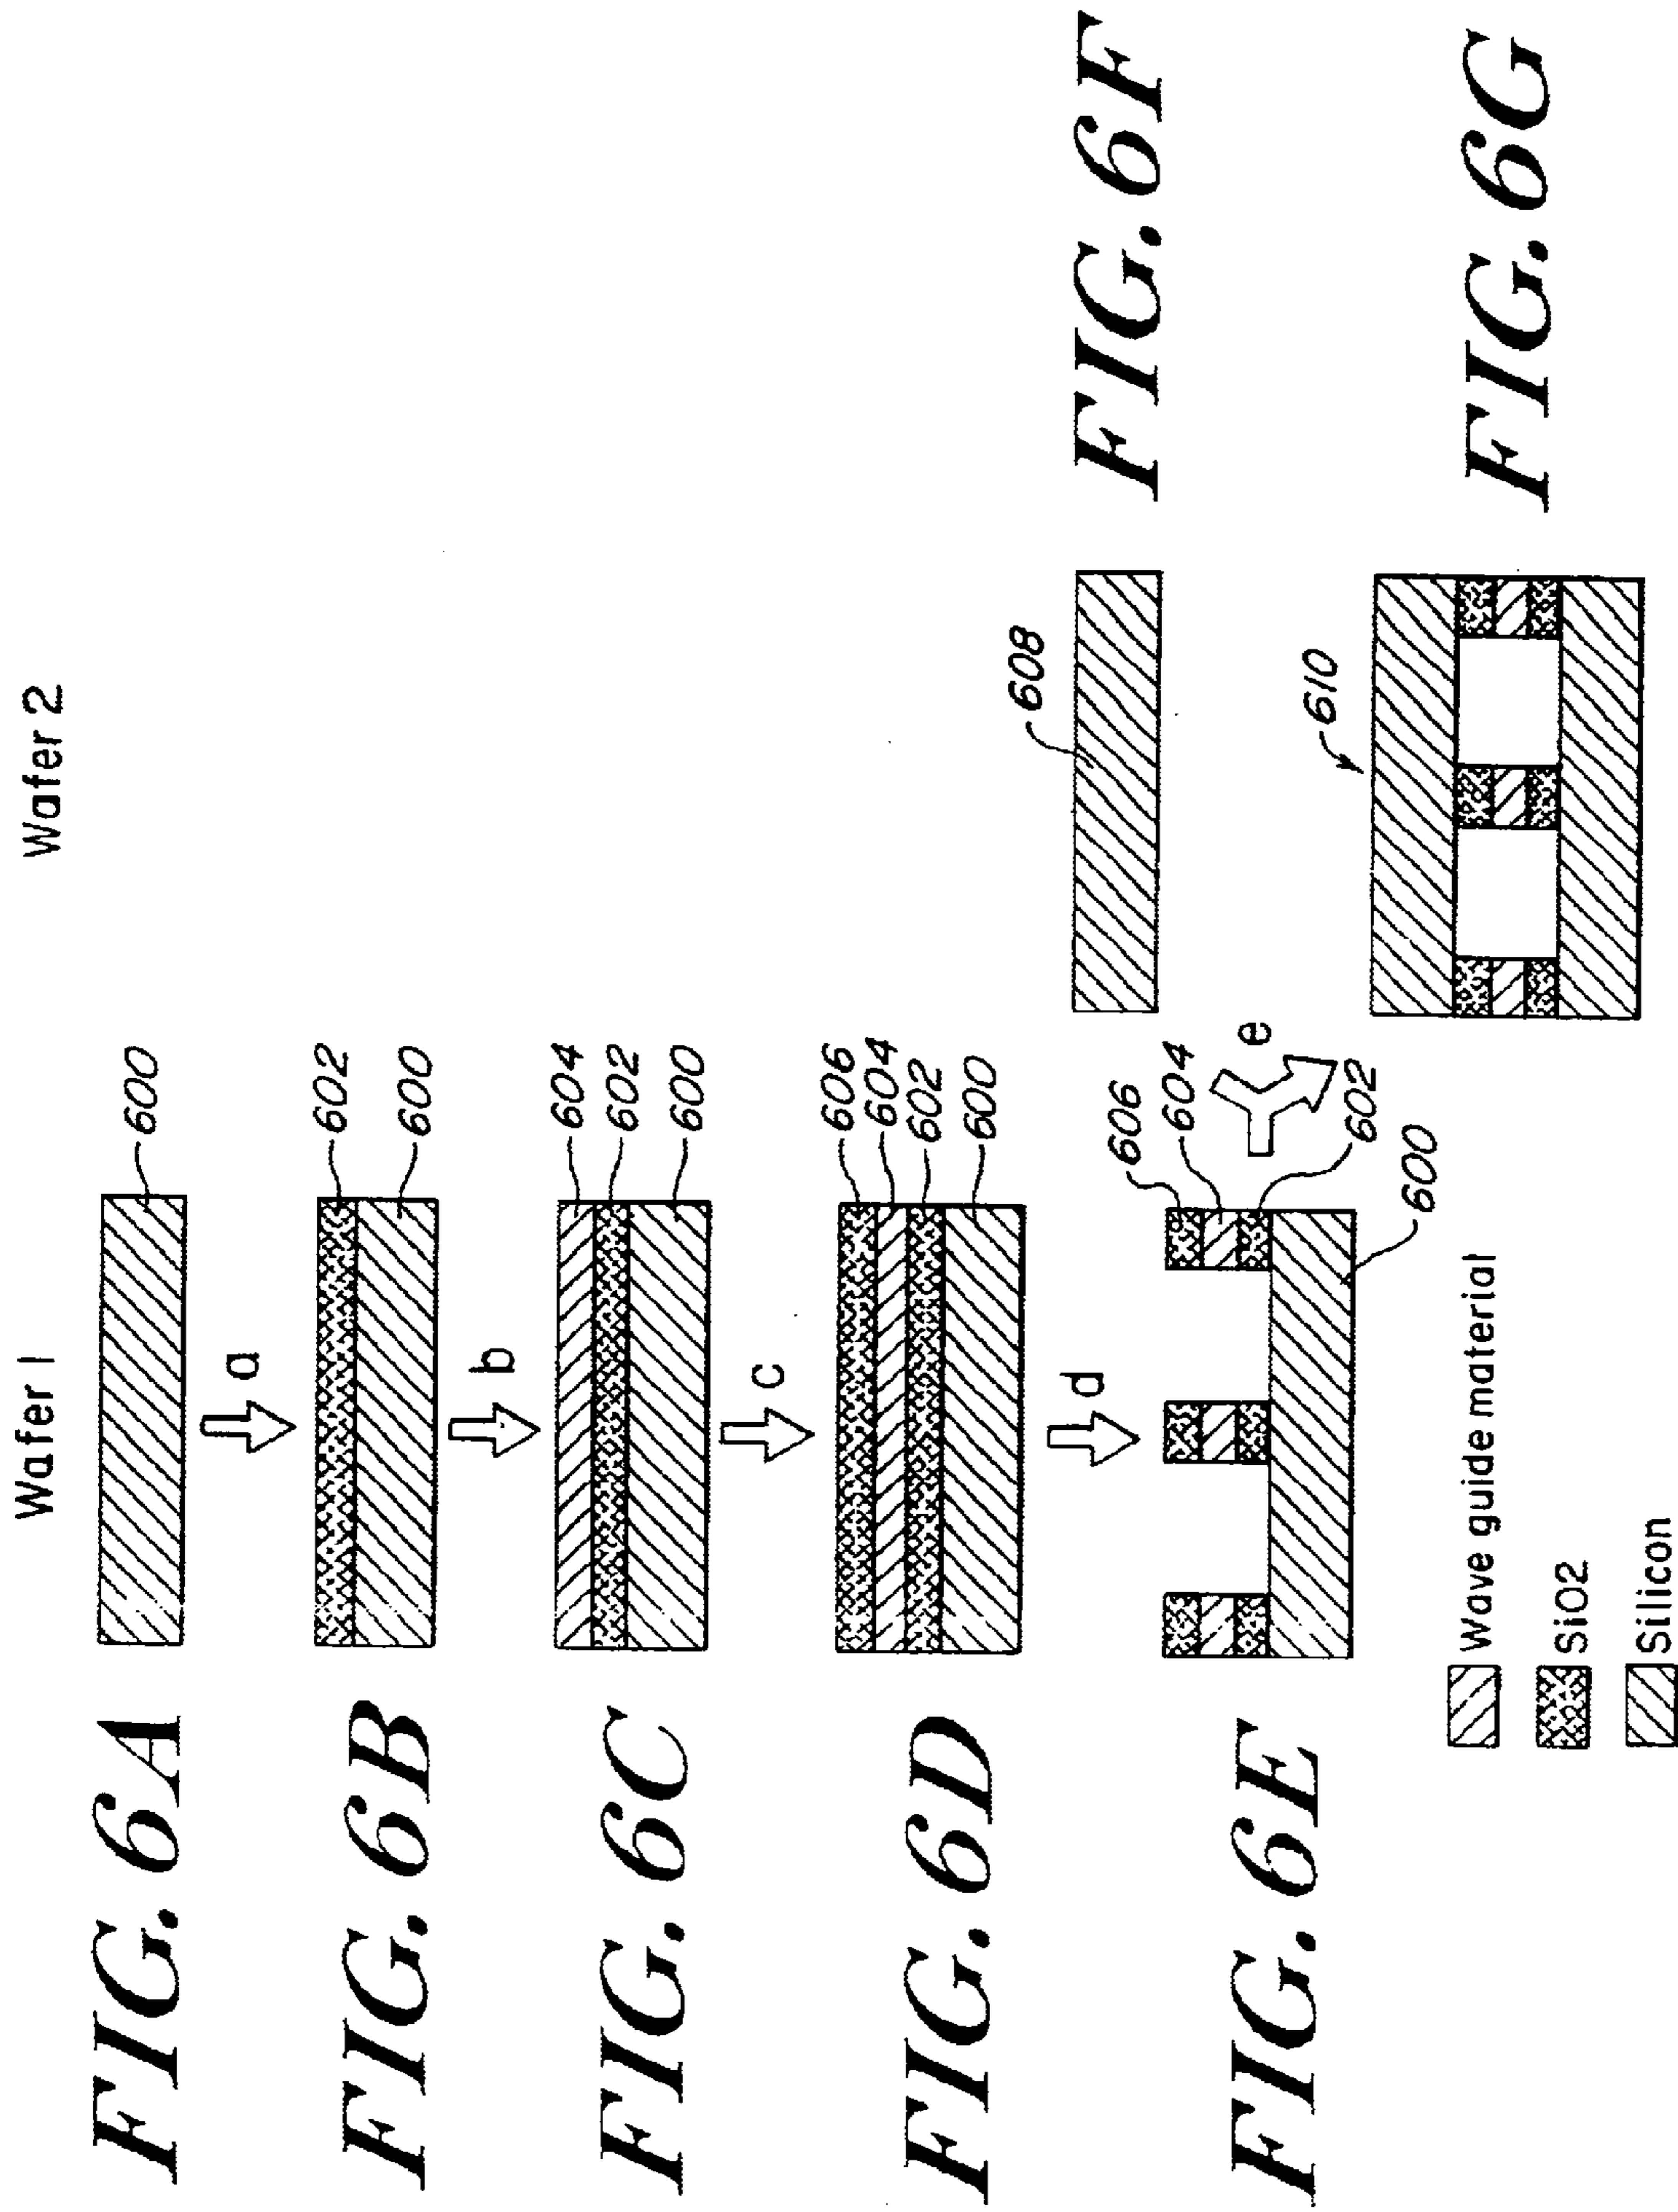 Wafer 1
Wafer 2
FIG. 6A
600
a
FIG. 6B
602
600
b
FIG. 6C
604
602
600
c
FIG. 6D
606
604
602
600
d
FIG. 6E
606
604
602
600
e
608
FIG. 6F
610
FIG. 6G
Wave guide material
SiO2
Silicon